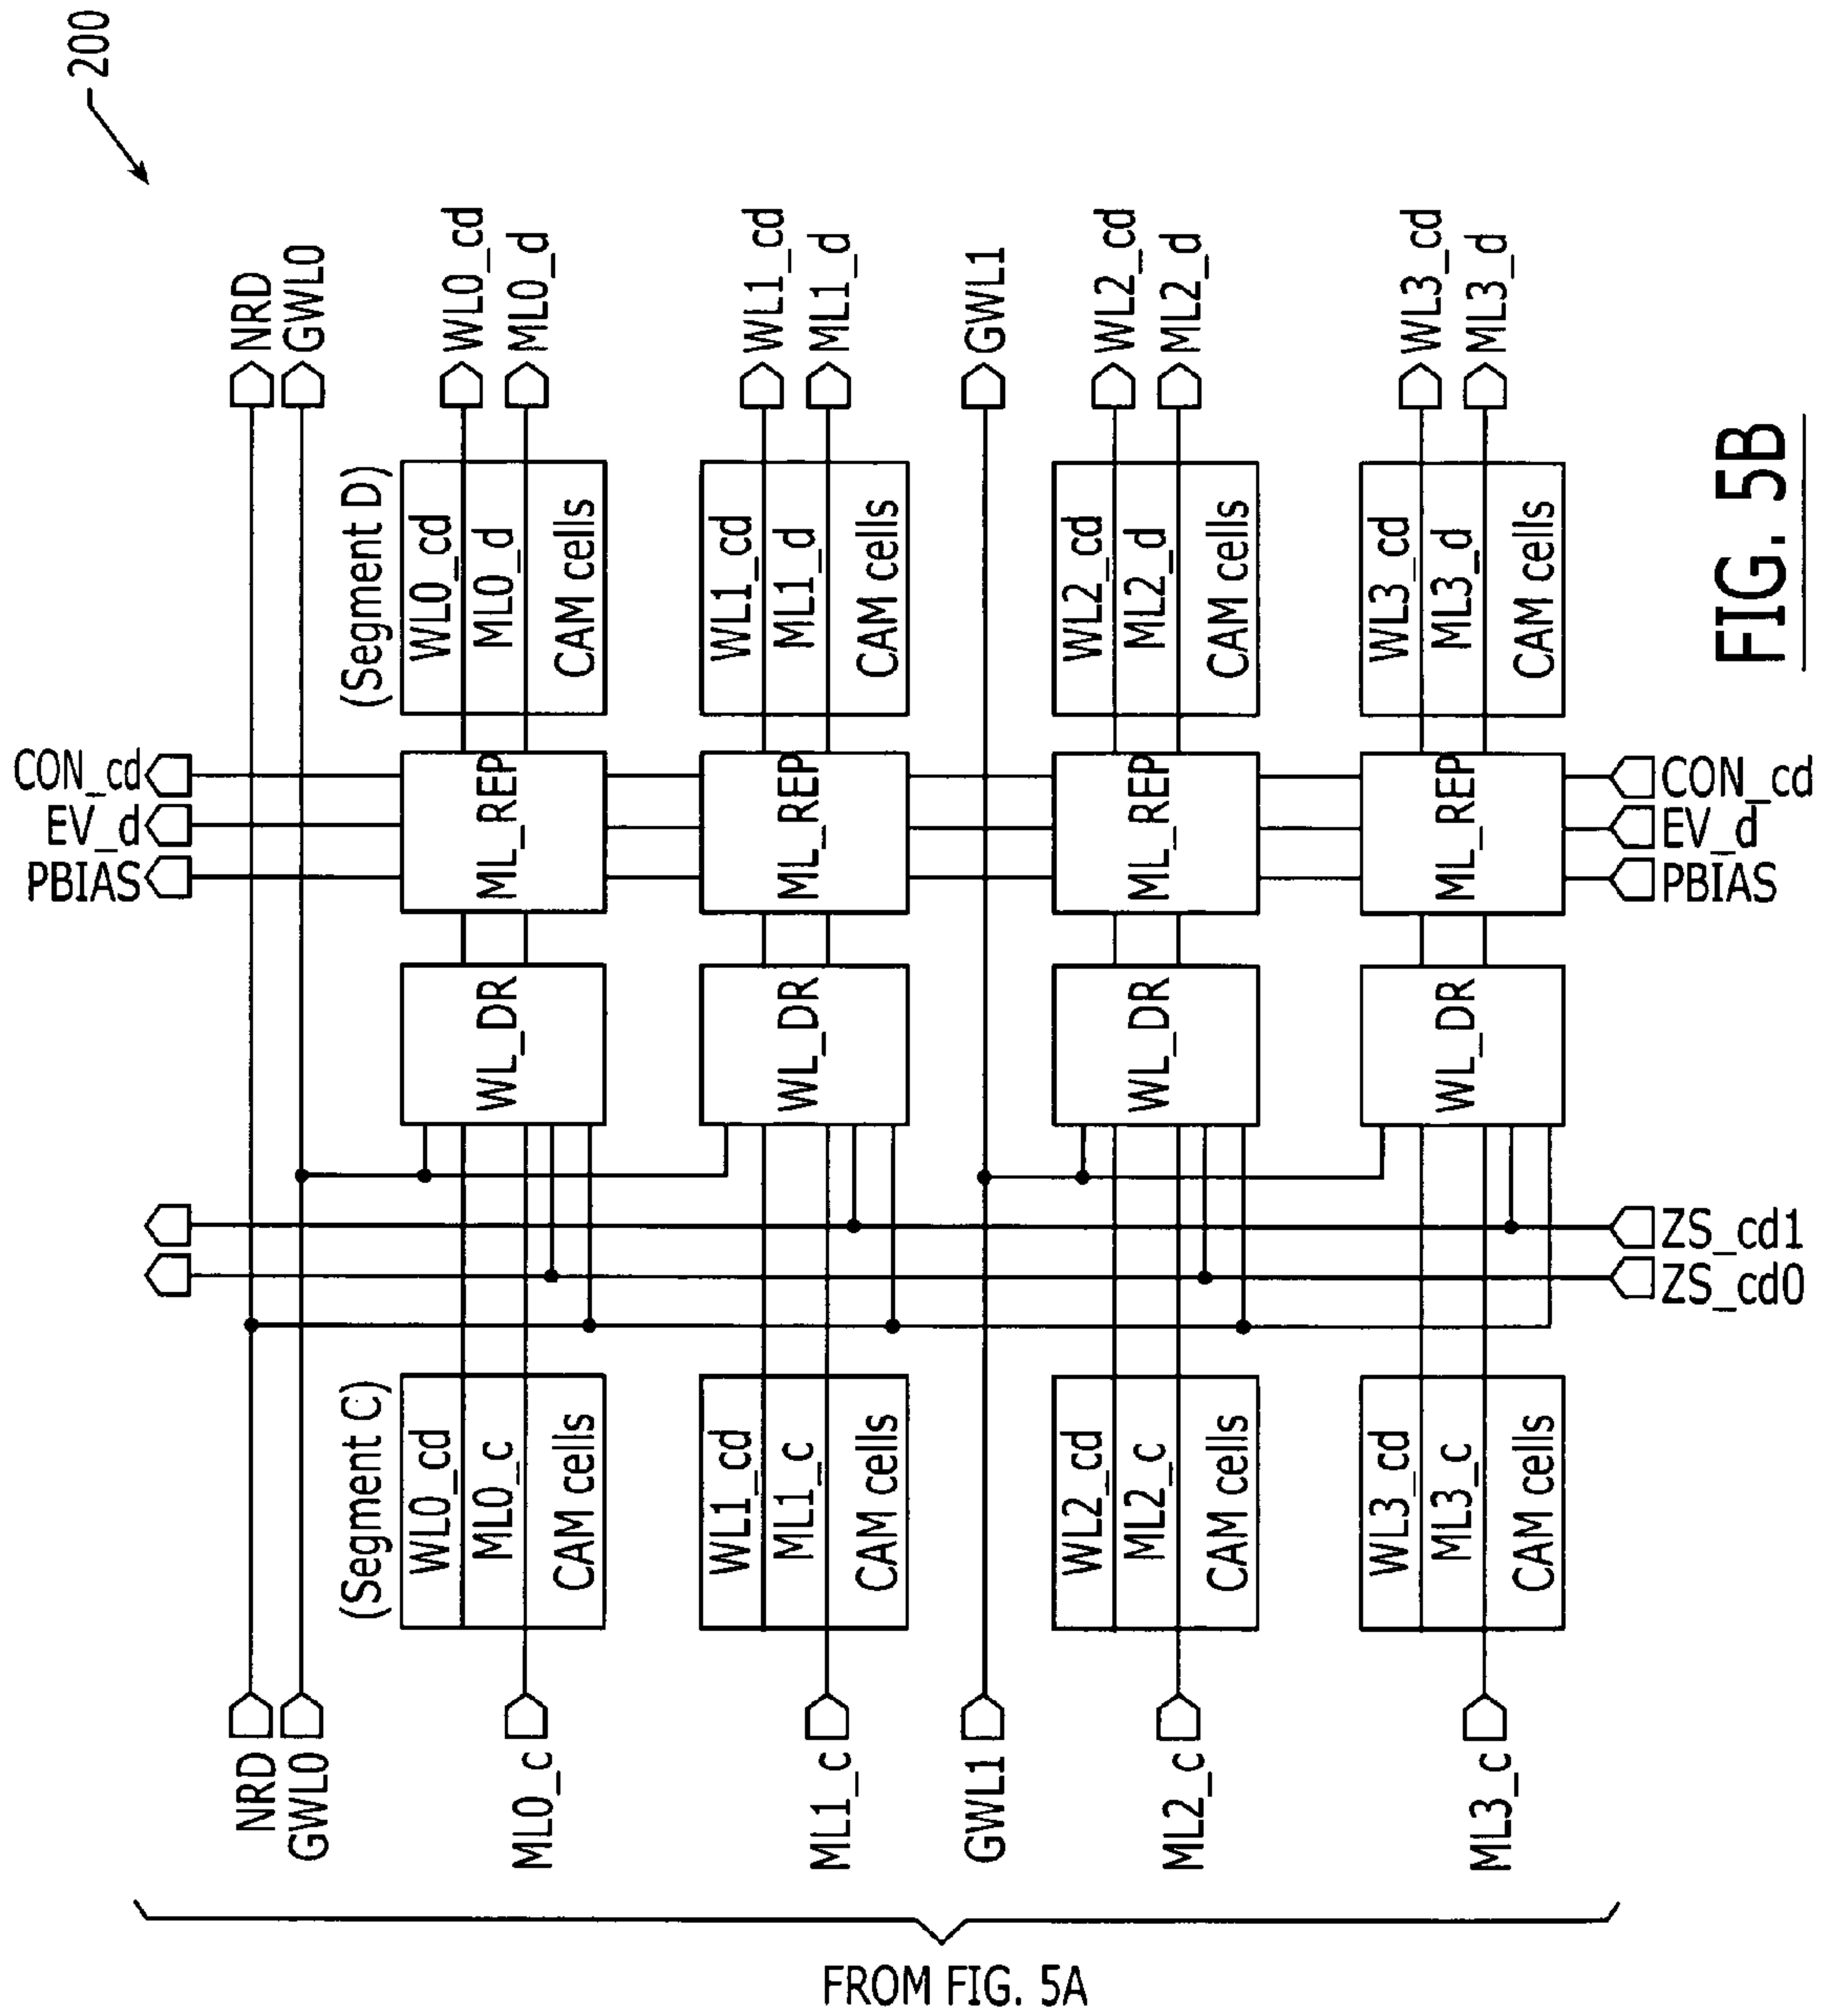 200
CON_cd
EV_d
PBIAS
NRD
NRD
GWL0
GWL0
(Segment C)
(Segment D)
WL0_cd
WL0_cd
WL0_cd
ML0_c
ML0_c
WL_DR
ML_REP
ML0_d
ML0_d
CAM cells
CAM cells
WL1_cd
WL1_cd
WL1_cd
ML1_c
ML1_c
WL_DR
ML_REP
ML1_d
ML1_d
CAM cells
CAM cells
GWL1
GWL1
WL2_cd
WL2_cd
WL2_cd
ML2_c
ML2_c
WL_DR
ML_REP
ML2_d
ML2_d
CAM cells
CAM cells
WL3_cd
WL3_cd
WL3_cd
ML3_c
ML3_c
WL_DR
ML_REP
ML3_d
ML3_d
CAM cells
CAM cells
ZS_cd1
ZS_cd0
CON_cd
EV_d
PBIAS
FROM FIG. 5A
FIG. 5B